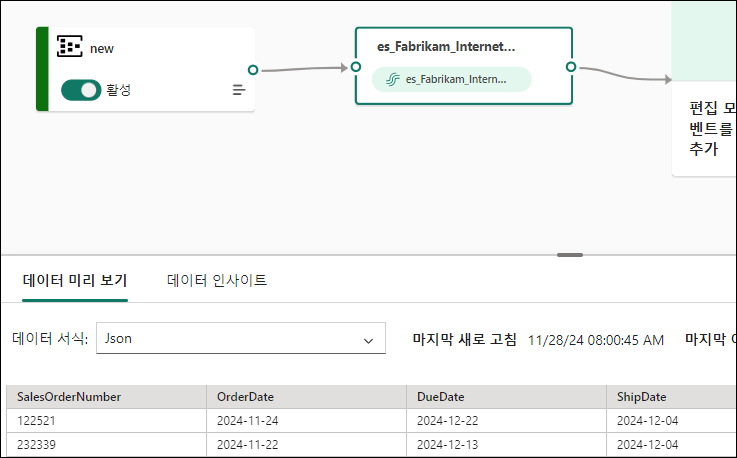 new
활성
es_Fabrikam_Internet...
es_Fabrikam_Intern...
편집 모
벤트를
추가
데이터 미리 보기 데이터 인사이트
데이터 서식: Json 마지막 새로 고침 11/28/24 08:00:45 AM 마지막
SalesOrderNumber OrderDate DueDate ShipDate
122521 2024-11-24 2024-12-22 2024-12-04
232339 2024-11-22 2024-12-13 2024-12-04